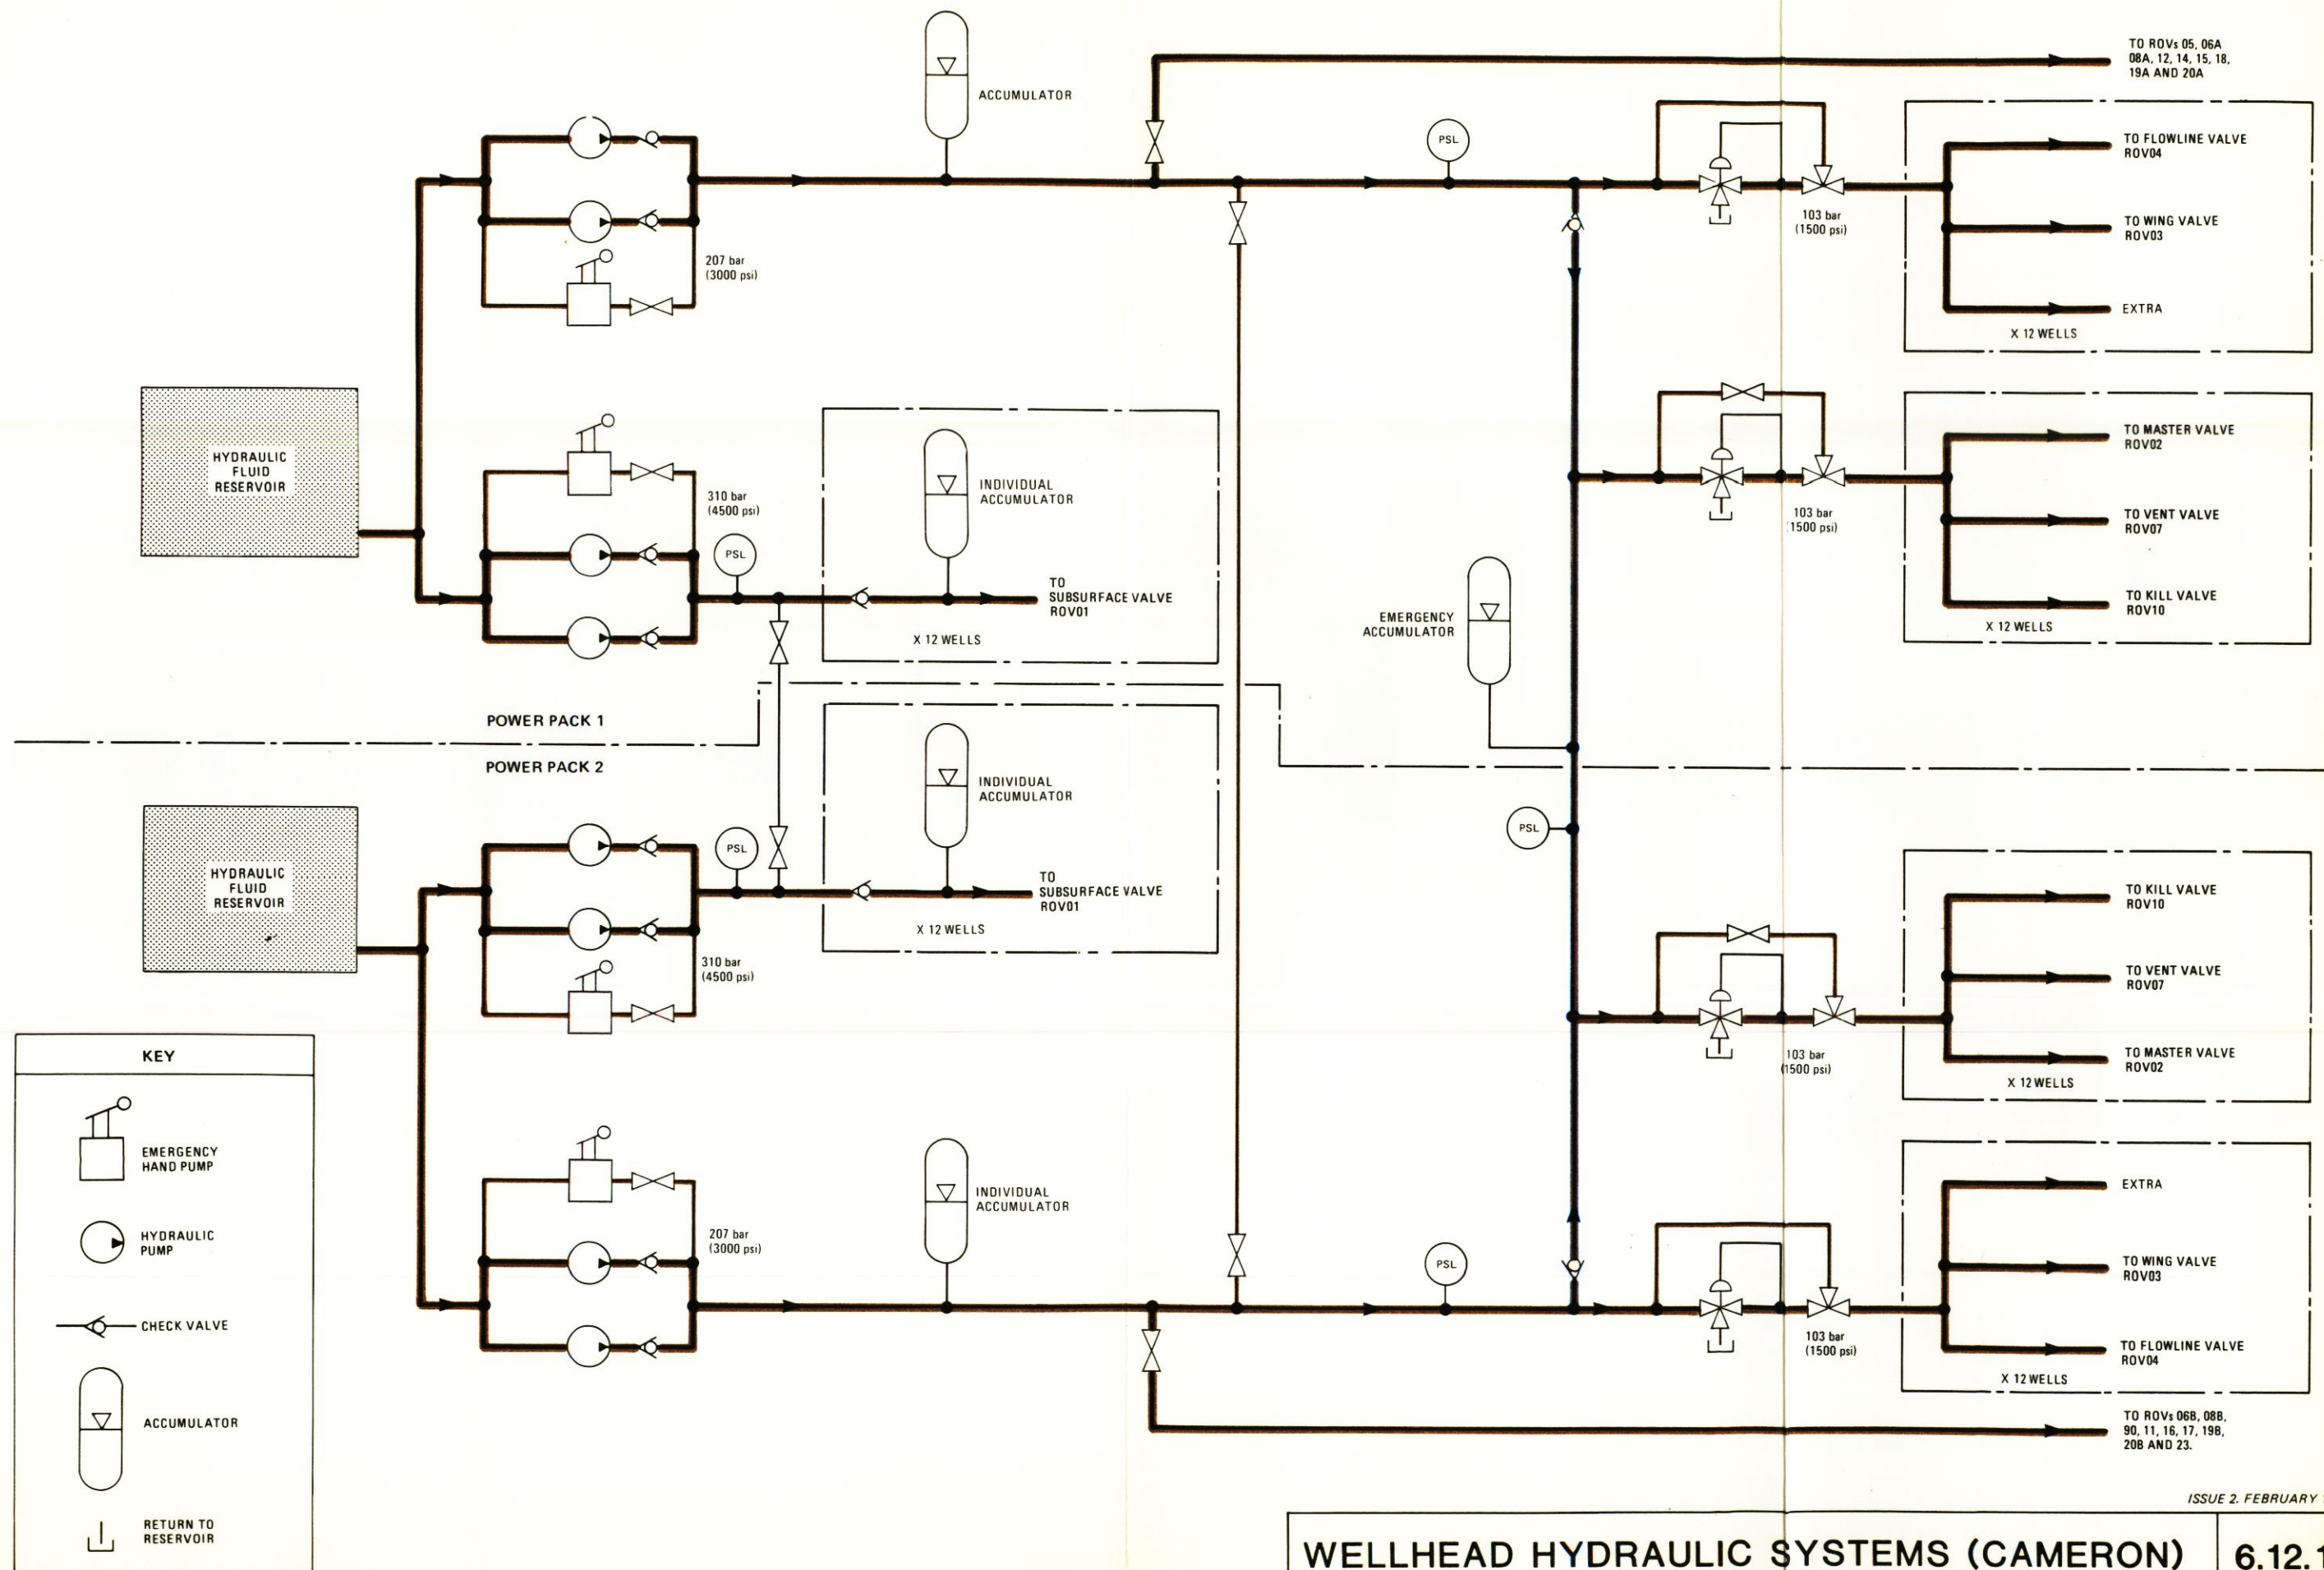 TO ROVs 05, 06A
08A, 12, 14, 15, 18,
19A AND 20A
ACCUMULATOR
PSL
TO FLOWLINE VALVE
ROV04
103 bar
(1500 psi)
TO WING VALVE
ROV03
207 bar
(3000 psi)
EXTRA
X 12 WELLS
HYDRAULIC
FLUID
RESERVOIR
310 bar
(4500 psi)
PSL
INDIVIDUAL
ACCUMULATOR
TO
SUBSURFACE VALVE
ROV01
X 12 WELLS
TO MASTER VALVE
ROV02
103 bar
(1500 psi)
TO VENT VALVE
ROV07
TO KILL VALVE
ROV10
X 12 WELLS
EMERGENCY
ACCUMULATOR
POWER PACK 1
POWER PACK 2
HYDRAULIC
FLUID
RESERVOIR
PSL
INDIVIDUAL
ACCUMULATOR
TO
SUBSURFACE VALVE
ROV01
X 12 WELLS
310 bar
(4500 psi)
PSL
TO KILL VALVE
ROV10
TO VENT VALVE
ROV07
103 bar
(1500 psi)
TO MASTER VALVE
ROV02
X 12 WELLS
207 bar
(3000 psi)
INDIVIDUAL
ACCUMULATOR
PSL
EXTRA
TO WING VALVE
ROV03
103 bar
(1500 psi)
TO FLOWLINE VALVE
ROV04
X 12 WELLS
TO ROVs 06B, 08B,
90, 11, 16, 17, 19B,
20B AND 23.
KEY
EMERGENCY
HAND PUMP
HYDRAULIC
PUMP
CHECK VALVE
ACCUMULATOR
RETURN TO
RESERVOIR
ISSUE 2. FEBRUARY
WELLHEAD HYDRAULIC SYSTEMS (CAMERON)
6.12.1